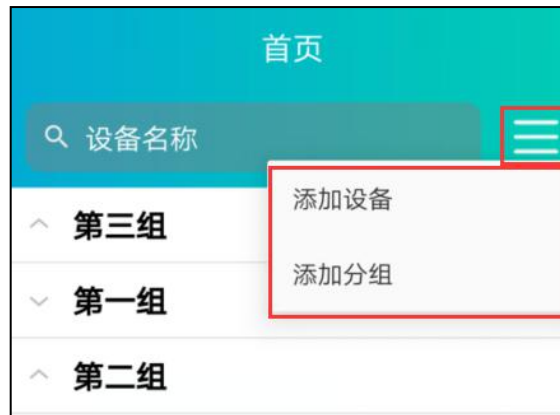 首页
设备名称
添加设备
第三组
添加分组
第一组
第二组